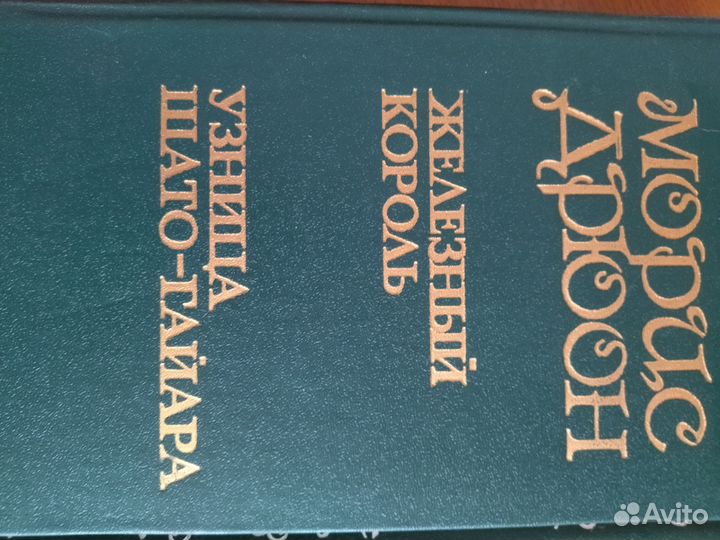 Морис
Дрюон
ЖЕЛЕЗНЫЙ
КОРОЛЬ
УЗНИЦА
ШАТО-ГАЙАРА
Avito